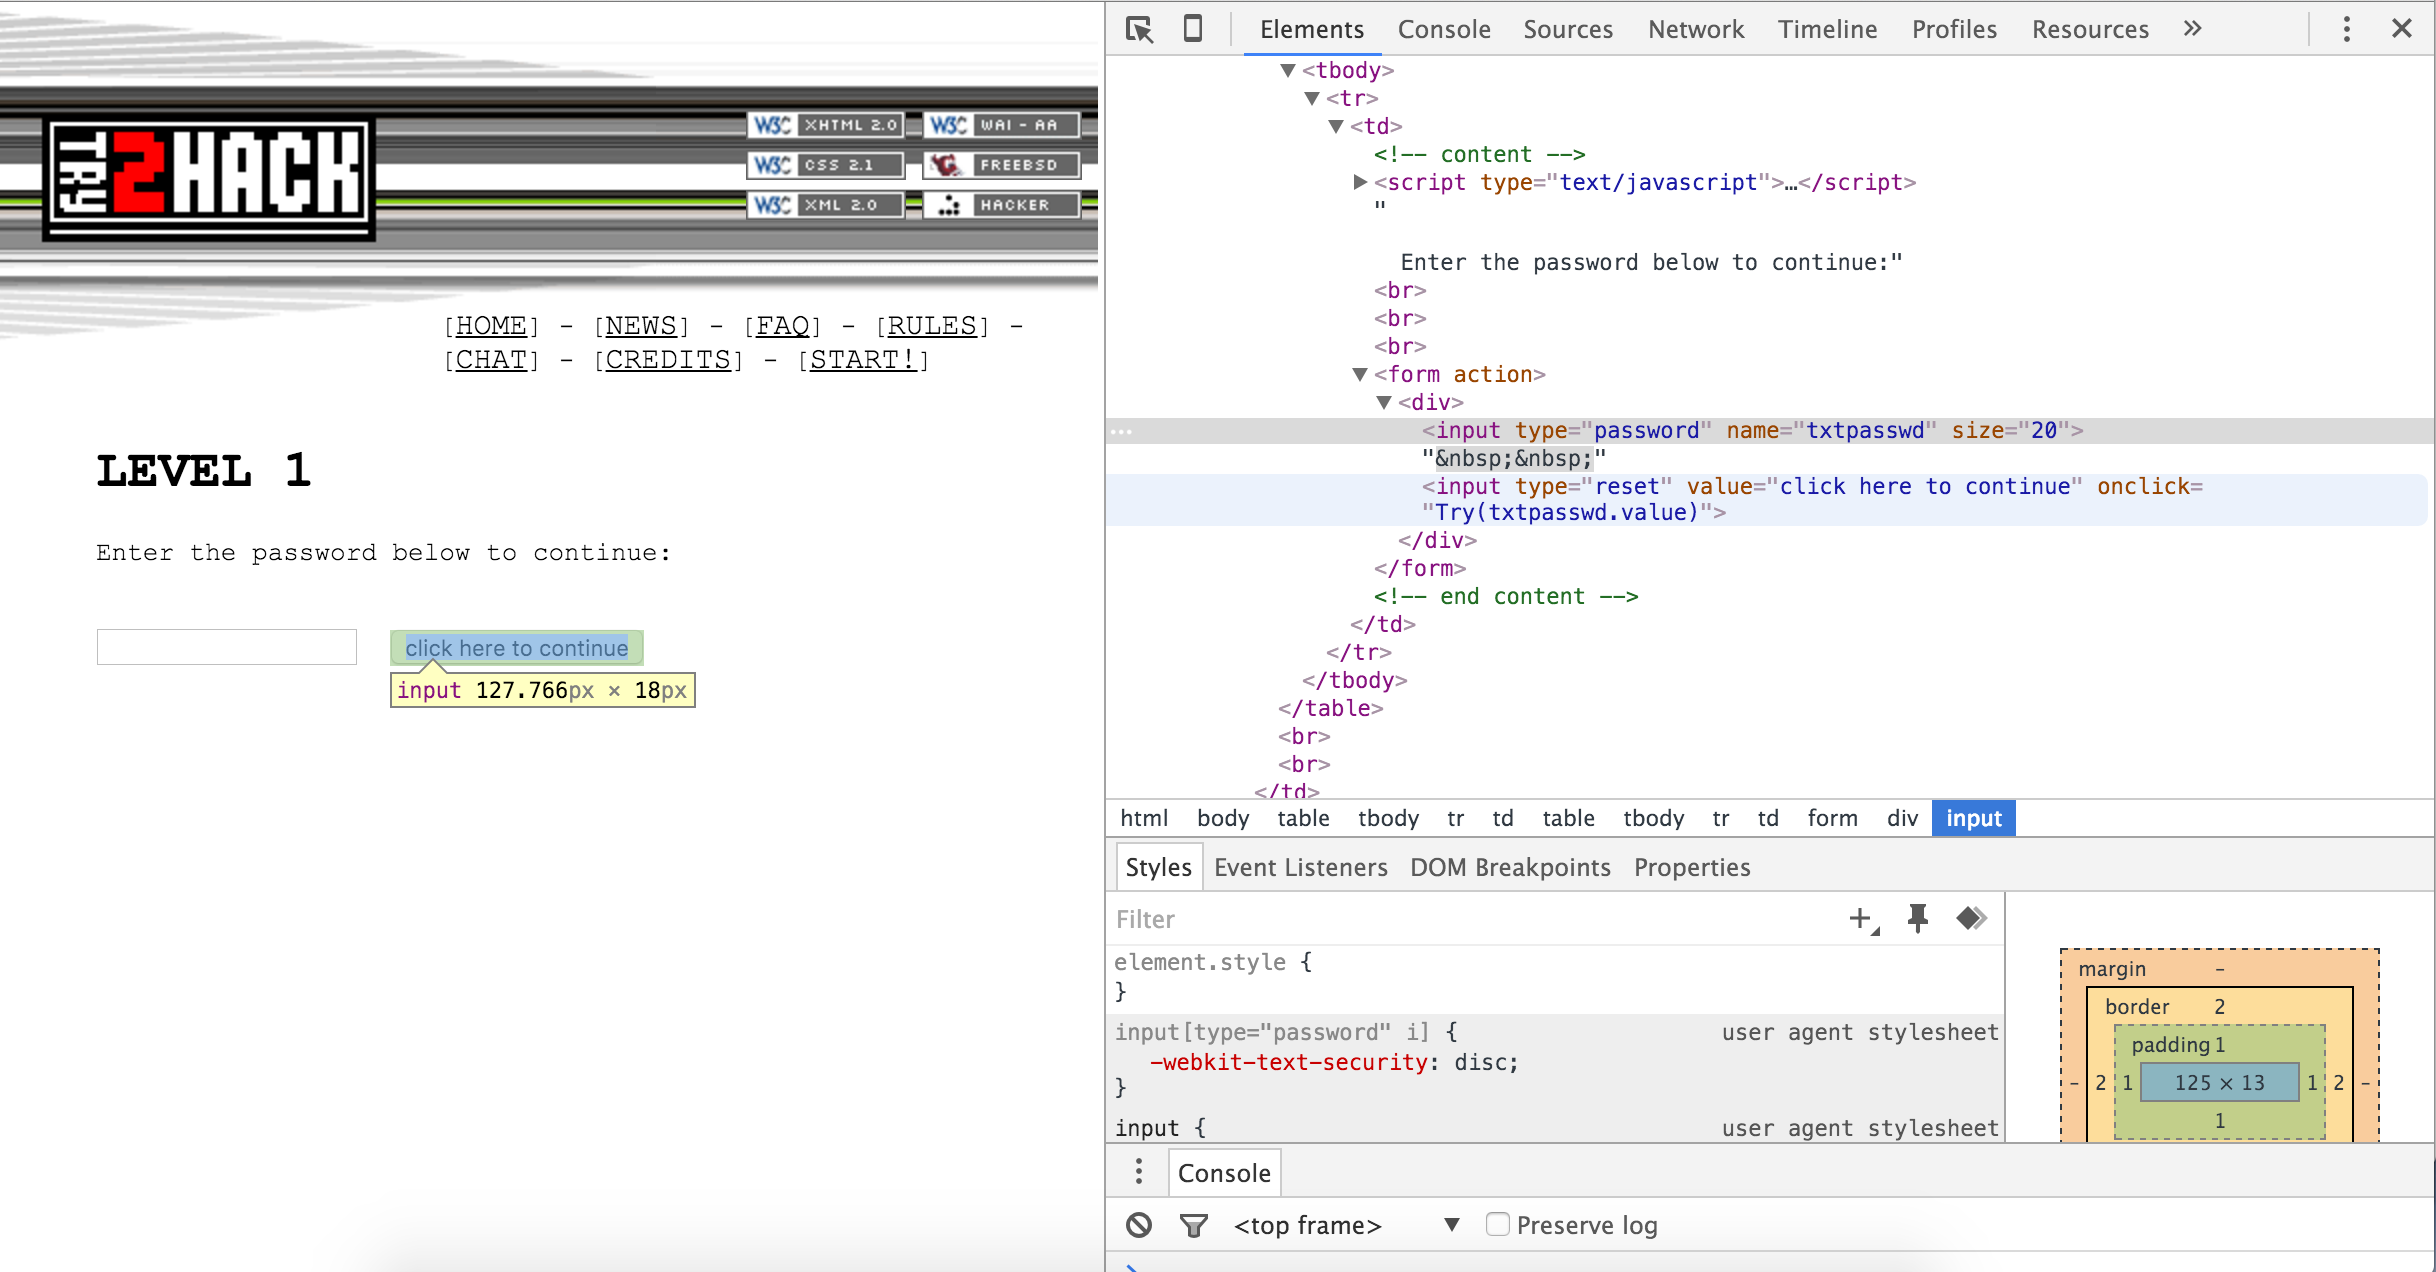 TRY 2 HACK
W3C XHTML 2.0
W3C WAI - AA
W3C CSS 2.1
FREEBSD
W3C XML 2.0
HACKER
[HOME] - [NEWS] - [FAQ] - [RULES] -
[CHAT] - [CREDITS] - [START!]
LEVEL 1
Enter the password below to continue:
click here to continue
input 127.766px × 18px
Elements Console Sources Network Timeline Profiles Resources »
<tbody>
<tr>
<td>
<!-- content -->
<script type="text/javascript">…</script>
"
Enter the password below to continue:"
<br>
<br>
<br>
<form action>
<div>
<input type="password" name="txtpasswd" size="20">
"&nbsp;&nbsp;"
<input type="reset" value="click here to continue" onclick=
"Try(txtpasswd.value)">
</div>
</form>
<!-- end content -->
</td>
</tr>
</tbody>
</table>
<br>
<br>
</td>
html body table tbody tr td table tbody tr td form div input
Styles Event Listeners DOM Breakpoints Properties
Filter
element.style {
}
input[type="password" i] { user agent stylesheet
-webkit-text-security: disc;
}
input { user agent stylesheet
margin -
border 2
padding 1
- 2 1 125 × 13 1 2 -
1
Console
<top frame> Preserve log